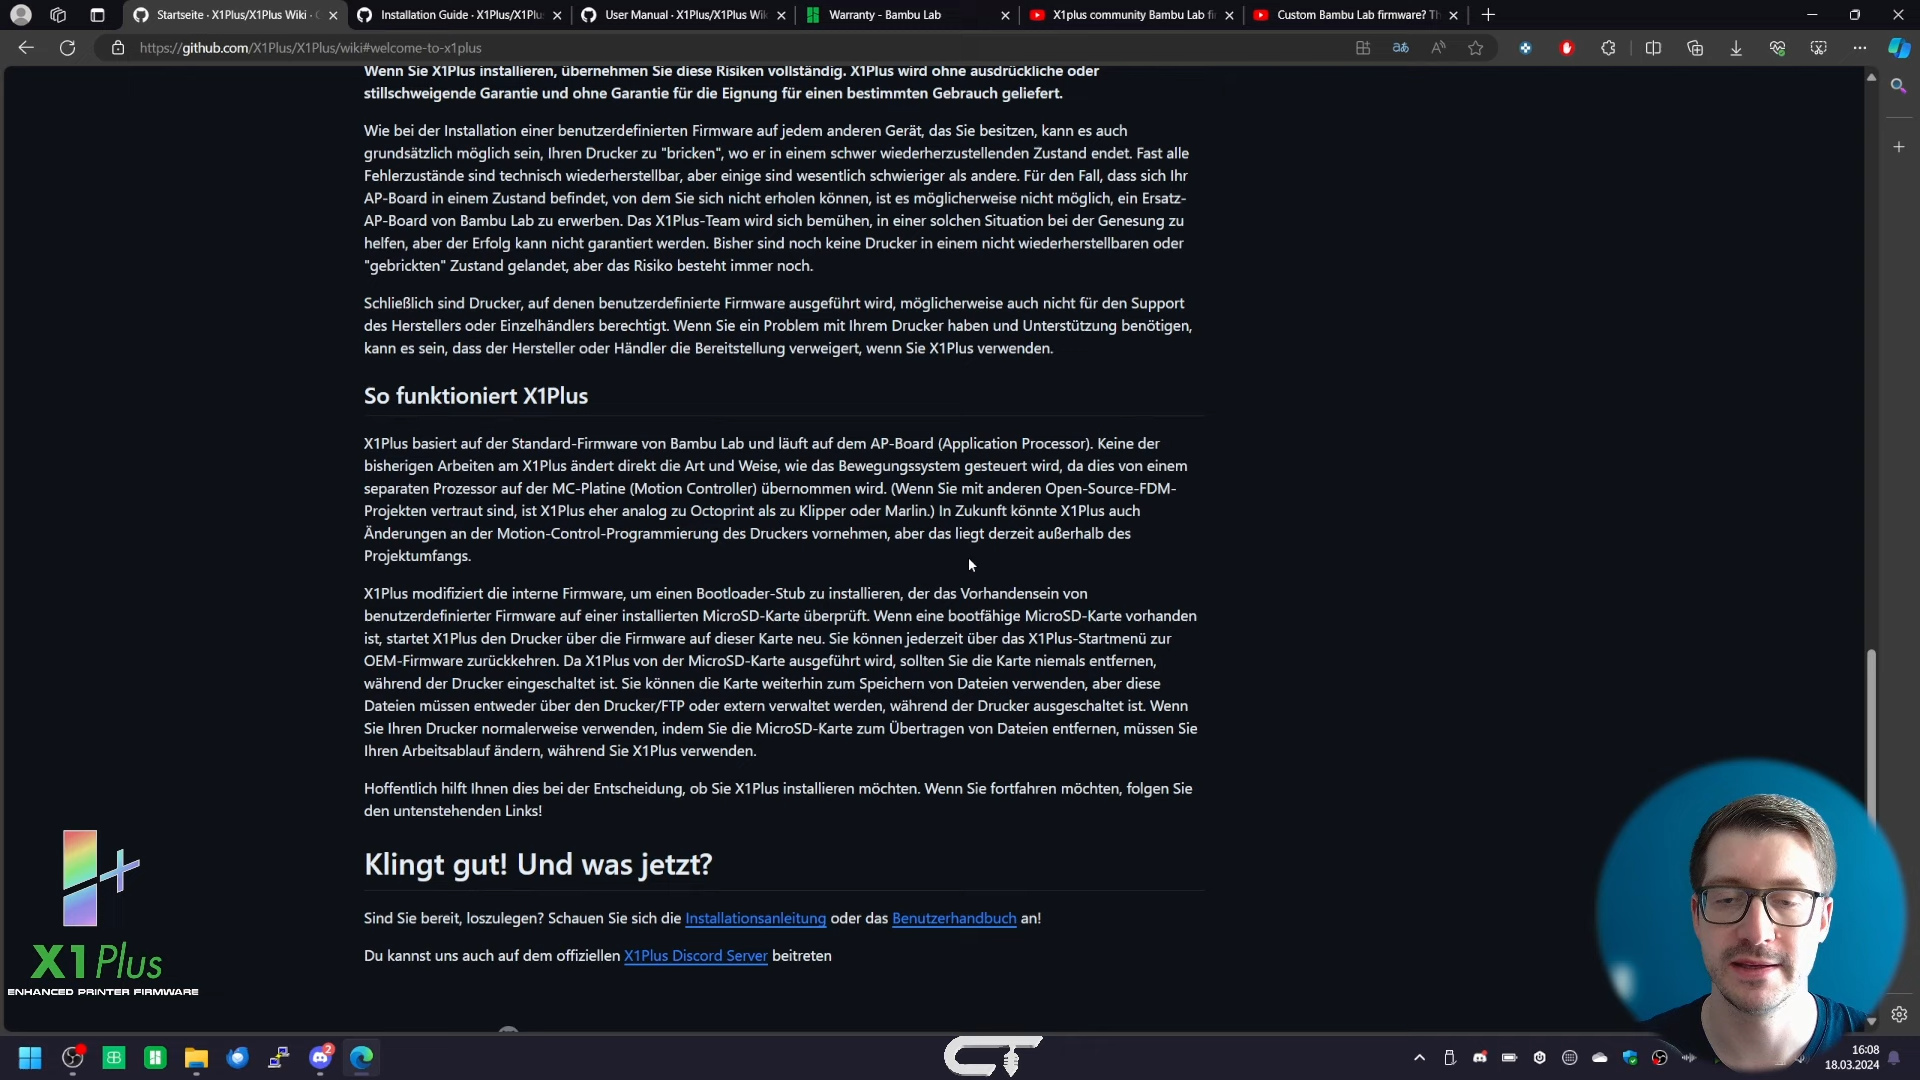 Startseite · X1Plus/X1Plus Wiki ·
Installation Guide · X1Plus/X1Plus
User Manual · X1Plus/X1Plus Wik
Warranty - Bambu Lab
X1plus community Bambu Lab fi
Custom Bambu Lab firmware? Th
https://github.com/X1Plus/X1Plus/wiki#welcome-to-x1plus
Wenn Sie X1Plus installieren, übernehmen Sie diese Risiken vollständig. X1Plus wird ohne ausdrückliche oder
stillschweigende Garantie und ohne Garantie für die Eignung für einen bestimmten Gebrauch geliefert.
Wie bei der Installation einer benutzerdefinierten Firmware auf jedem anderen Gerät, das Sie besitzen, kann es auch
grundsätzlich möglich sein, Ihren Drucker zu "bricken", wo er in einem schwer wiederherzustellenden Zustand endet. Fast alle
Fehlerzustände sind technisch wiederherstellbar, aber einige sind wesentlich schwieriger als andere. Für den Fall, dass sich Ihr
AP-Board in einem Zustand befindet, von dem Sie sich nicht erholen können, ist es möglicherweise nicht möglich, ein Ersatz-
AP-Board von Bambu Lab zu erwerben. Das X1Plus-Team wird sich bemühen, in einer solchen Situation bei der Genesung zu
helfen, aber der Erfolg kann nicht garantiert werden. Bisher sind noch keine Drucker in einem nicht wiederherstellbaren oder
"gebrickten" Zustand gelandet, aber das Risiko besteht immer noch.
Schließlich sind Drucker, auf denen benutzerdefinierte Firmware ausgeführt wird, möglicherweise auch nicht für den Support
des Herstellers oder Einzelhändlers berechtigt. Wenn Sie ein Problem mit Ihrem Drucker haben und Unterstützung benötigen,
kann es sein, dass der Hersteller oder Händler die Bereitstellung verweigert, wenn Sie X1Plus verwenden.
So funktioniert X1Plus
X1Plus basiert auf der Standard-Firmware von Bambu Lab und läuft auf dem AP-Board (Application Processor). Keine der
bisherigen Arbeiten am X1Plus ändert direkt die Art und Weise, wie das Bewegungssystem gesteuert wird, da dies von einem
separaten Prozessor auf der MC-Platine (Motion Controller) übernommen wird. (Wenn Sie mit anderen Open-Source-FDM-
Projekten vertraut sind, ist X1Plus eher analog zu Octoprint als zu Klipper oder Marlin.) In Zukunft könnte X1Plus auch
Änderungen an der Motion-Control-Programmierung des Druckers vornehmen, aber das liegt derzeit außerhalb des
Projektumfangs.
X1Plus modifiziert die interne Firmware, um einen Bootloader-Stub zu installieren, der das Vorhandensein von
benutzerdefinierter Firmware auf einer installierten MicroSD-Karte überprüft. Wenn eine bootfähige MicroSD-Karte vorhanden
ist, startet X1Plus den Drucker über die Firmware auf dieser Karte neu. Sie können jederzeit über das X1Plus-Startmenü zur
OEM-Firmware zurückkehren. Da X1Plus von der MicroSD-Karte ausgeführt wird, sollten Sie die Karte niemals entfernen,
während der Drucker eingeschaltet ist. Sie können die Karte weiterhin zum Speichern von Dateien verwenden, aber diese
Dateien müssen entweder über den Drucker/FTP oder extern verwaltet werden, während der Drucker ausgeschaltet ist. Wenn
Sie Ihren Drucker normalerweise verwenden, indem Sie die MicroSD-Karte zum Übertragen von Dateien entfernen, müssen Sie
Ihren Arbeitsablauf ändern, während Sie X1Plus verwenden.
Hoffentlich hilft Ihnen dies bei der Entscheidung, ob Sie X1Plus installieren möchten. Wenn Sie fortfahren möchten, folgen Sie
den untenstehenden Links!
Klingt gut! Und was jetzt?
Sind Sie bereit, loszulegen? Schauen Sie sich die Installationsanleitung oder das Benutzerhandbuch an!
Du kannst uns auch auf dem offiziellen X1Plus Discord Server beitreten
X1Plus
ENHANCED PRINTER FIRMWARE
2
CT
16:08
18.03.2024